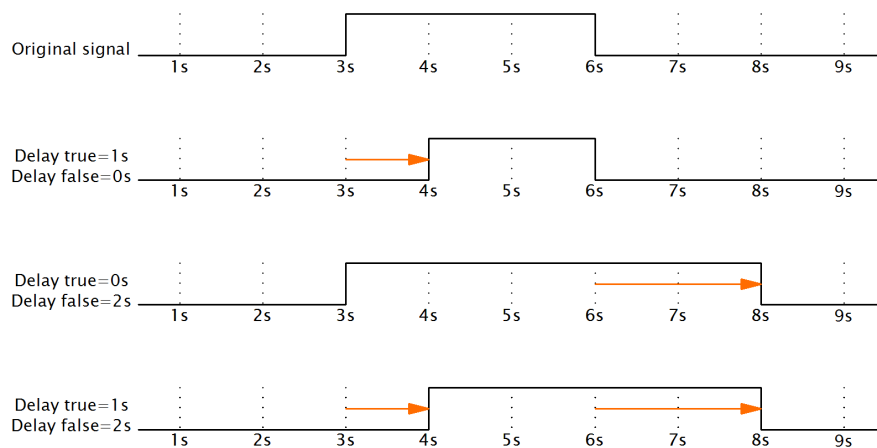 Original signal
1s 2s 3s 4s 5s 6s 7s 8s 9s
Delay true=1s
Delay false=0s
1s 2s 3s 4s 5s 6s 7s 8s 9s
Delay true=0s
Delay false=2s
1s 2s 3s 4s 5s 6s 7s 8s 9s
Delay true=1s
Delay false=2s
1s 2s 3s 4s 5s 6s 7s 8s 9s